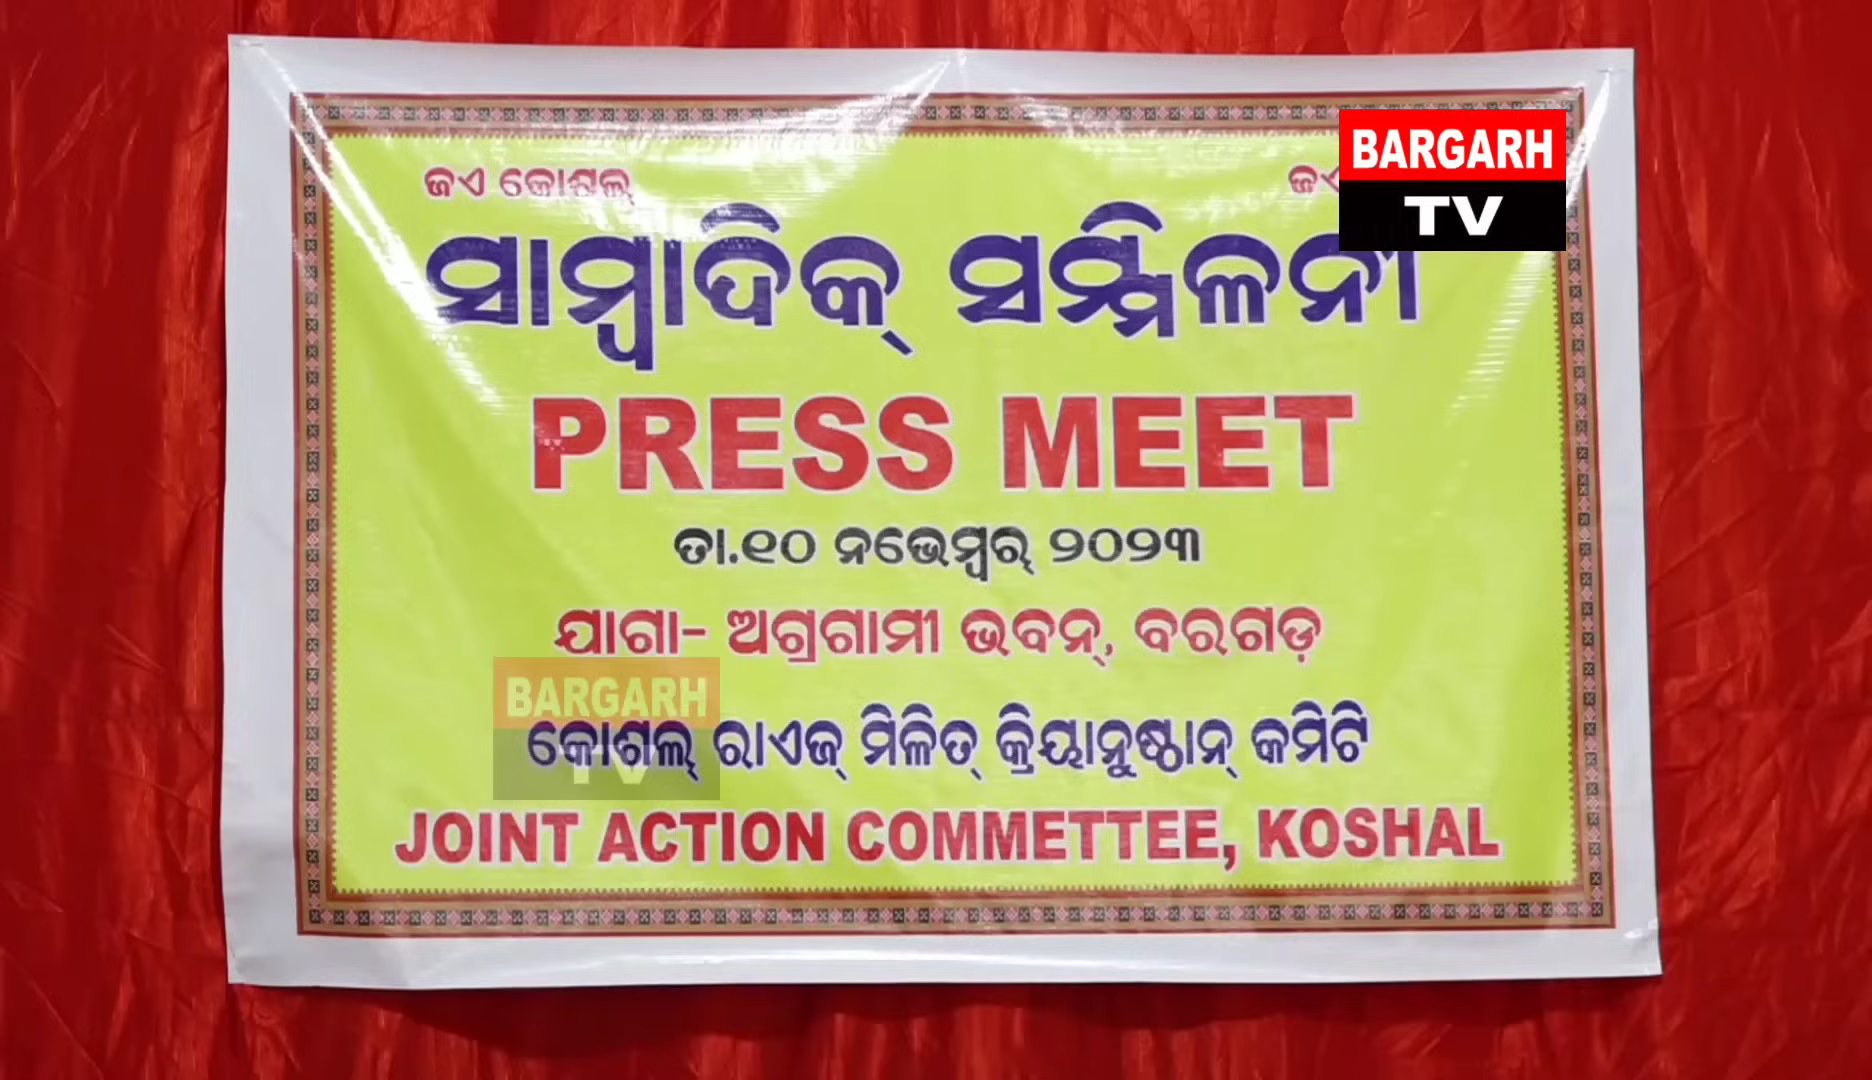 ଜଏ କୋଶଲ୍
BARGARH
TV
ସାମ୍ବାଦିକ୍ ସମ୍ମିଳନୀ
PRESS MEET
ତା.୧୦ ନଭେମ୍ବର୍ ୨୦୨୩
ଯାଗା- ଅଗ୍ରଗାମୀ ଭବନ୍, ବରଗଡ଼
BARGARH
TV
କୋଶଲ୍ ରାଏଜ୍ ମିଳିତ୍ କ୍ରିୟାନୁଷ୍ଠାନ୍ କମିଟି
JOINT ACTION COMMETTEE, KOSHAL